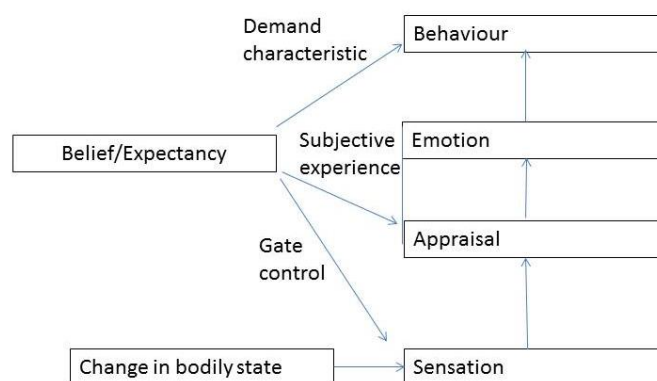 Demand
characteristic
Behaviour
Belief/Expectancy
Subjective
experience
Emotion
Gate
control
Appraisal
Change in bodily state
Sensation